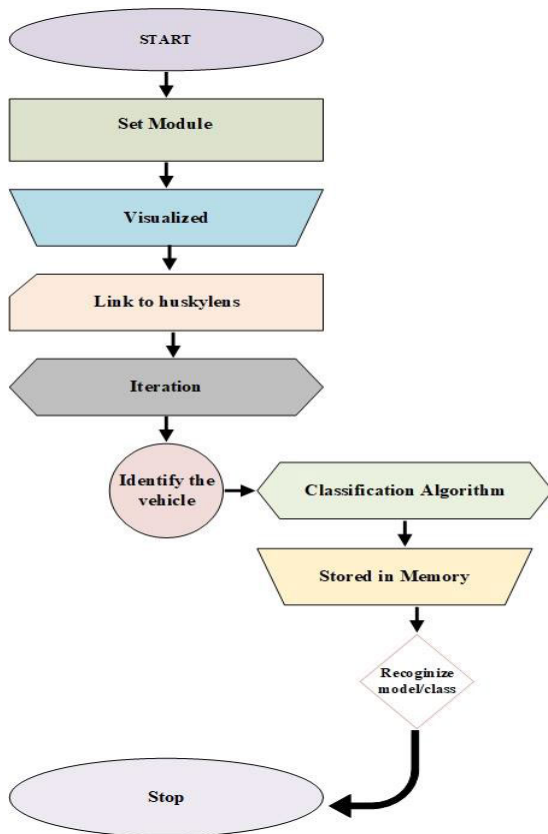 START
Set Module
Visualized
Link to huskylens
Iteration
Identify the
vehicle
Classification Algorithm
Stored in Memory
Recoginize
model/class
Stop